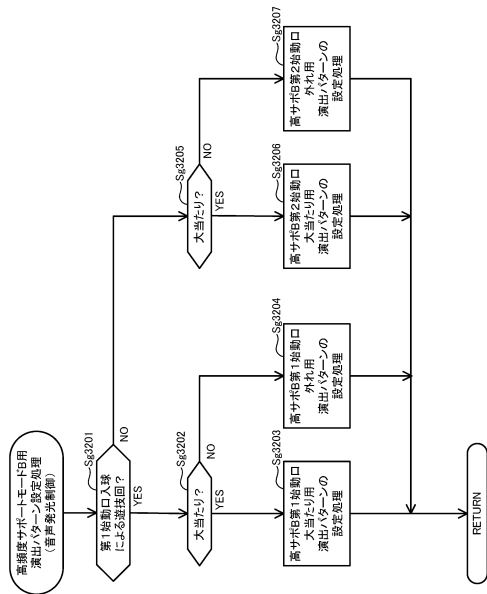 高頻度サポートモードB用
演出パターン設定処理
(音声発光制御)
Sg3201
第1始動口入球
による遊技回?
YES
NO
Sg3202
大当たり?
YES
NO
Sg3203
高サポB第1始動口
大当たり用
演出パターンの
設定処理
Sg3204
高サポB第1始動口
外れ用
演出パターンの
設定処理
Sg3205
大当たり?
YES
NO
Sg3206
高サポB第2始動口
大当たり用
演出パターンの
設定処理
Sg3207
高サポB第2始動口
外れ用
演出パターンの
設定処理
RETURN